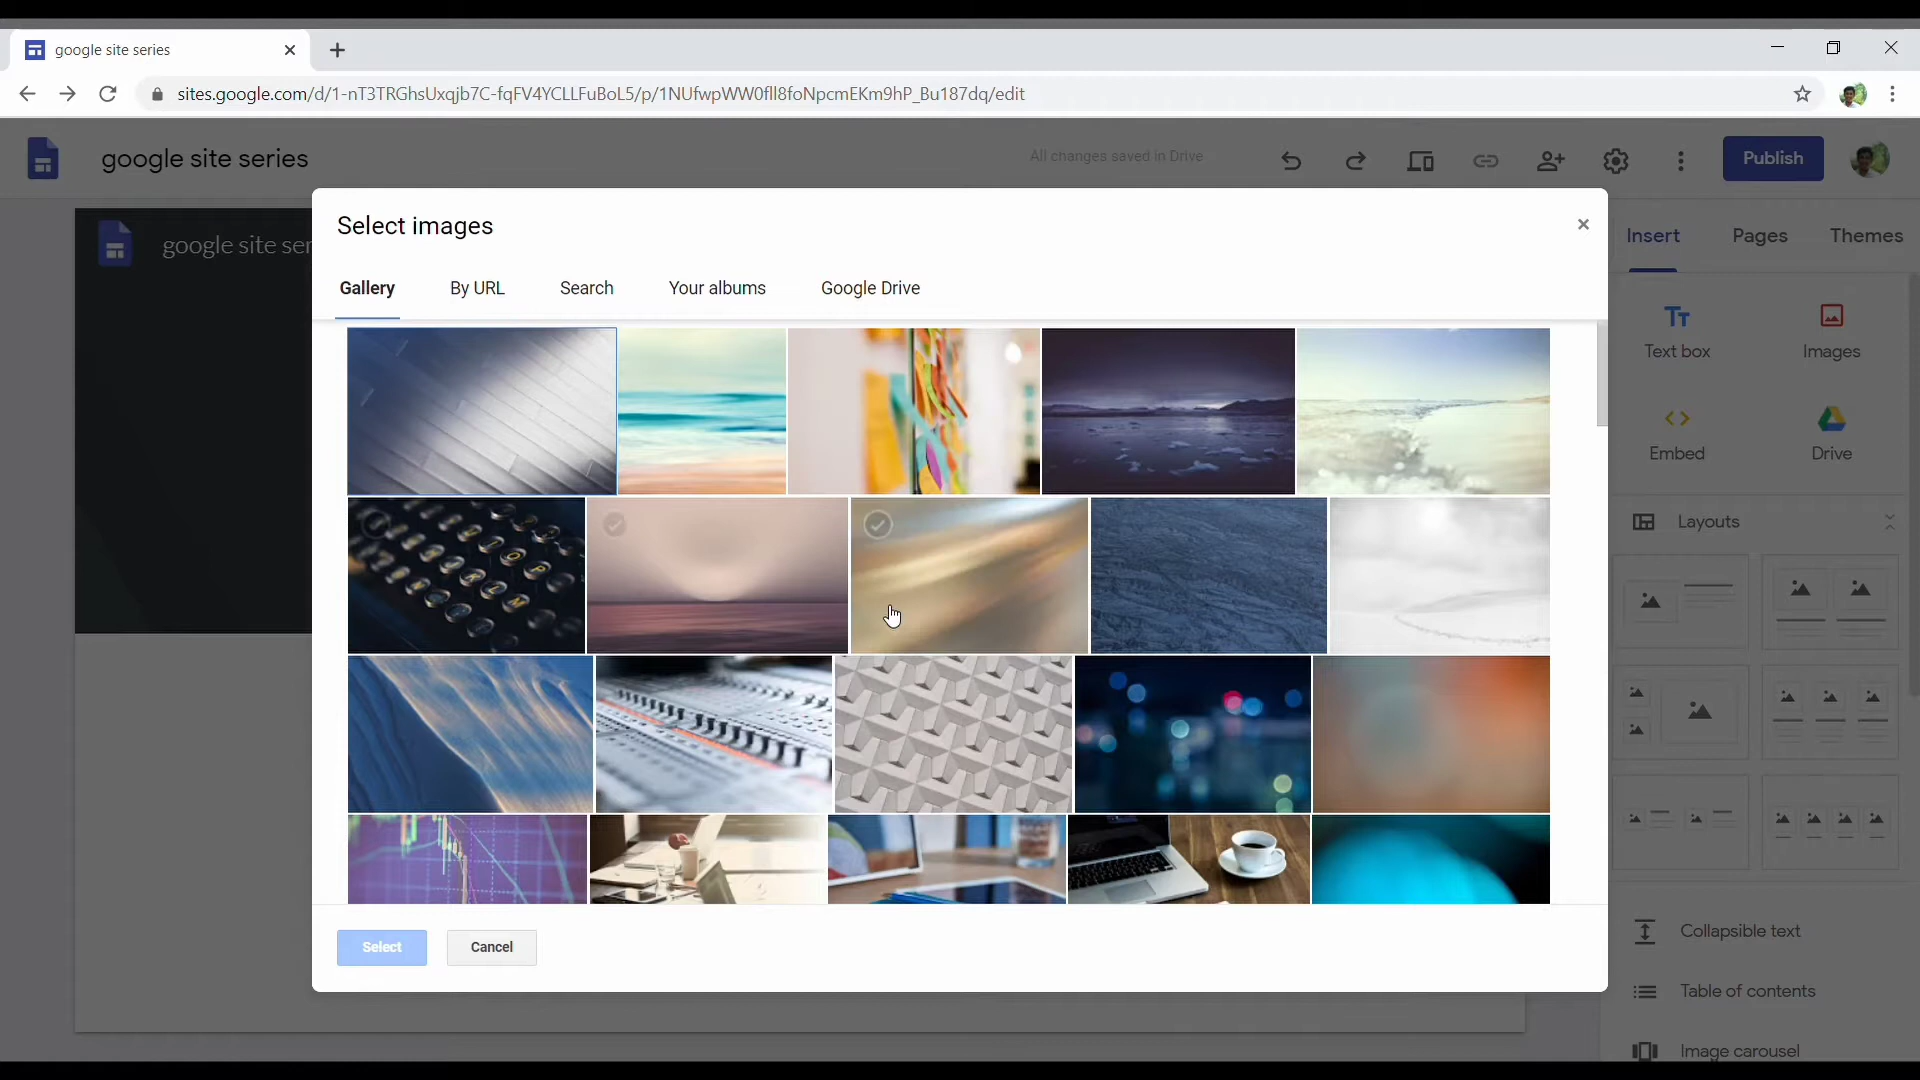 google site series
sites.google.com/d/1-nT3TRGhsUxqjb7C-fqFV4YCLLFuBoL5/p/1NUfwpWW0fll8foNpcmEKm9hP_Bu187dq/edit
google site series
All changes saved in Drive
Publish
google site ser
Select images
Gallery
By URL
Search
Your albums
Google Drive
Select
Cancel
Insert
Pages
Themes
Text box
Images
Embed
Drive
Layouts
Collapsible text
Table of contents
Image carousel